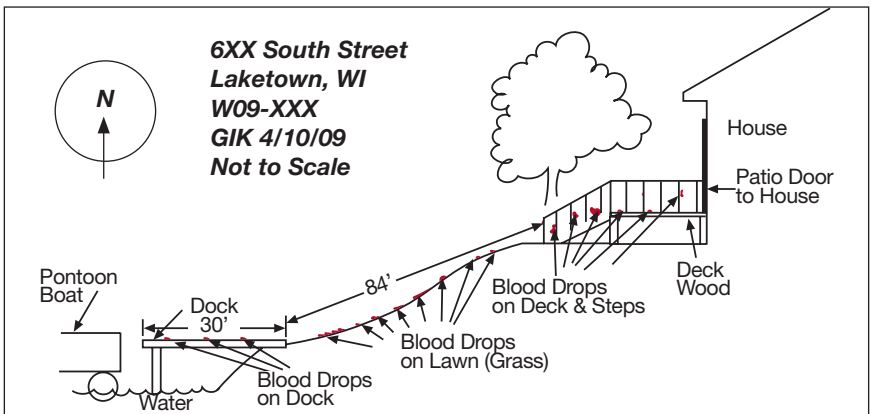 N
6XX South Street
Laketown, WI
W09-XXX
GIK 4/10/09
Not to Scale
House
Patio Door
to House
Deck
Wood
Blood Drops
on Deck & Steps
84’
Pontoon
Boat
Dock
30’
Blood Drops
on Lawn (Grass)
Blood Drops
on Dock
Water